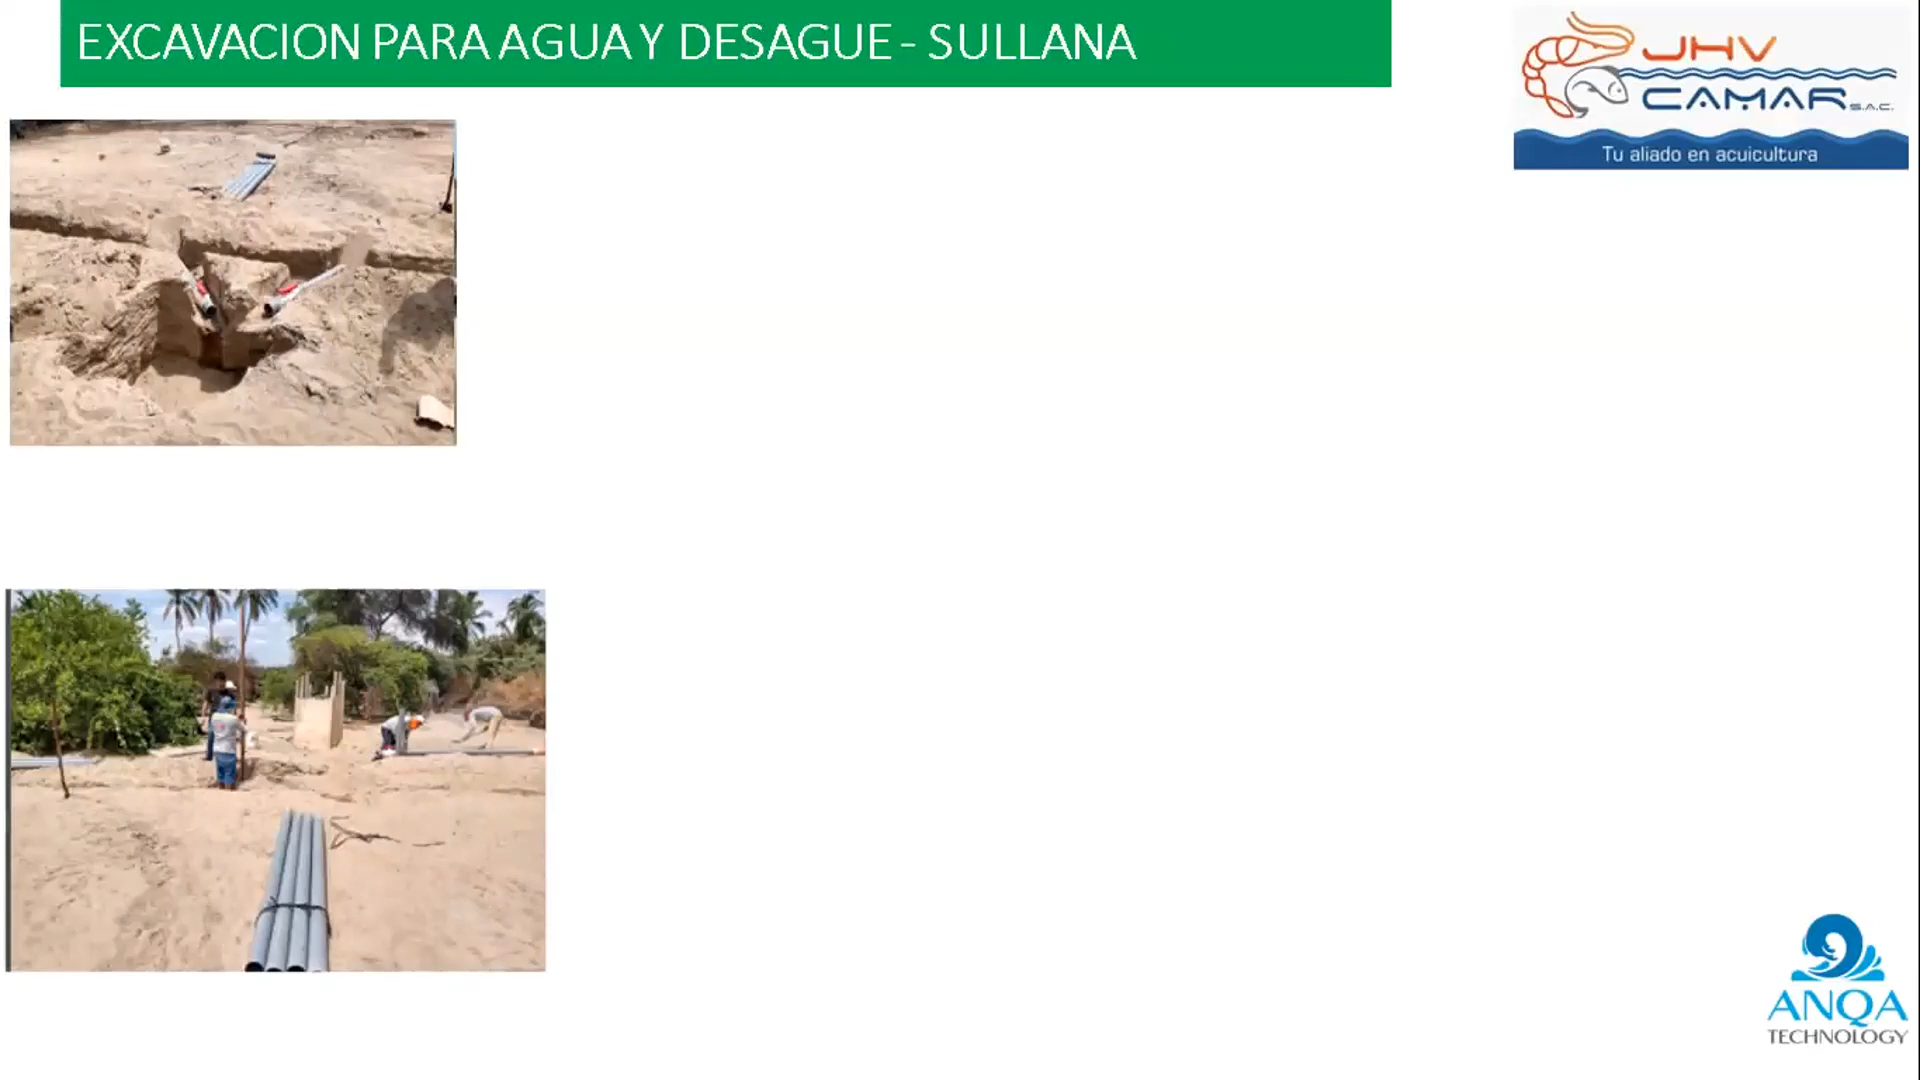 EXCAVACION PARA AGUA Y DESAGUE - SULLANA
JHV
CAMAR S.A.C.
Tu aliado en acuicultura
ANQA
TECHNOLOGY